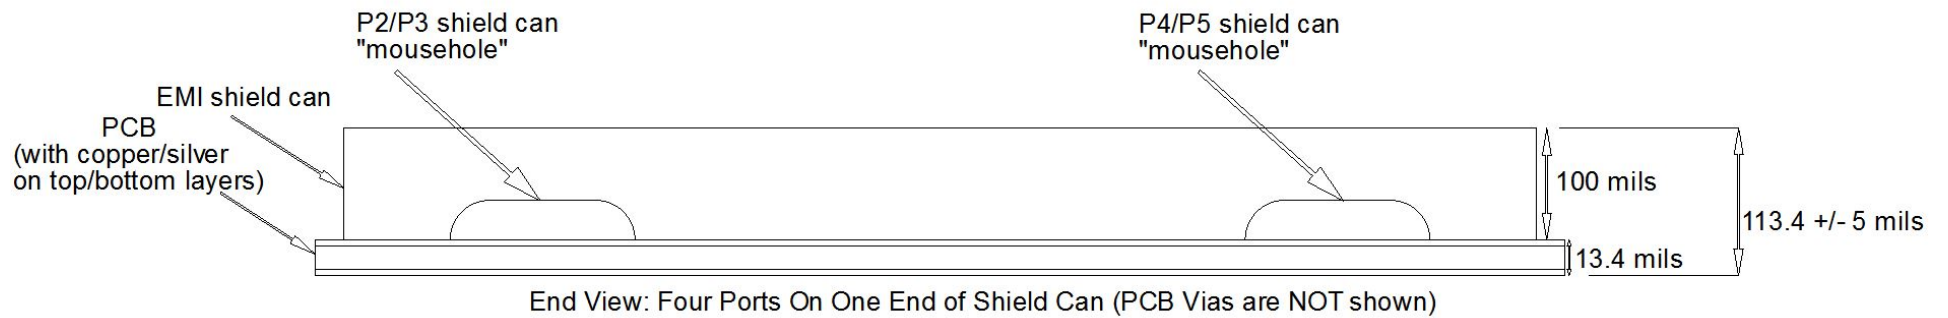 P2/P3 shield can
"mousehole"
P4/P5 shield can
"mousehole"
EMI shield can
PCB
(with copper/silver
on top/bottom layers)
100 mils
113.4 +/- 5 mils
13.4 mils
End View: Four Ports On One End of Shield Can (PCB Vias are NOT shown)